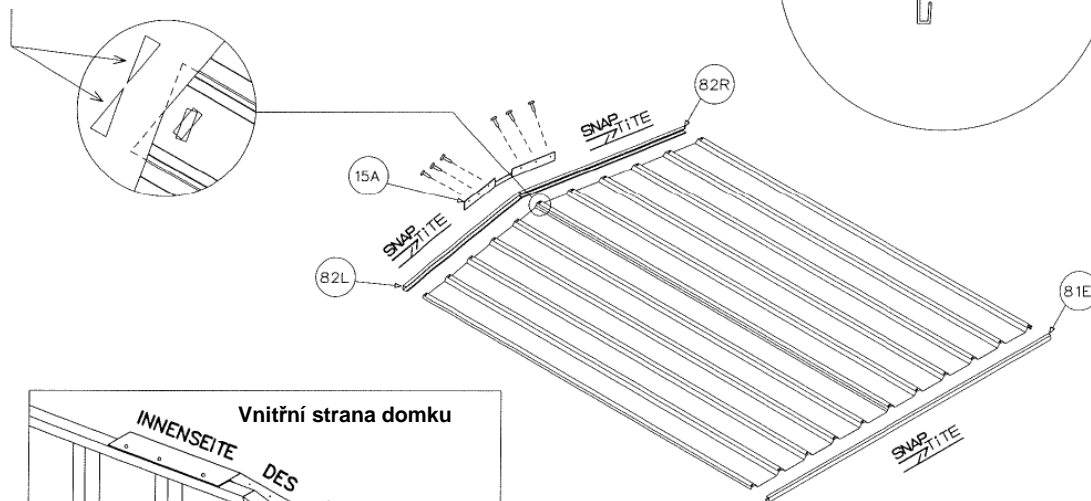 82R
SNAP
TiTE
15A
SNAP
TiTE
82L
81E
SNAP
TiTE
Vnitřní strana domku
INNENSEITE
DES